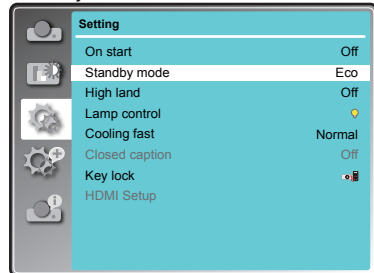 Setting
On start Off
Standby mode Eco
High land Off
Lamp control
Cooling fast Normal
Closed caption Off
Key lock
HDMI Setup